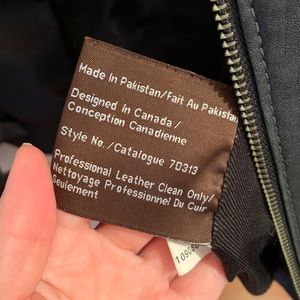 Made in Pakistan/Fait Au Pakistan
Designed in Canada /
Conception Canadienne
Style No./Catalogue 70313
Professional Leather Clean Only/
Nettoyage Professionnel Du Cuir
Seulement